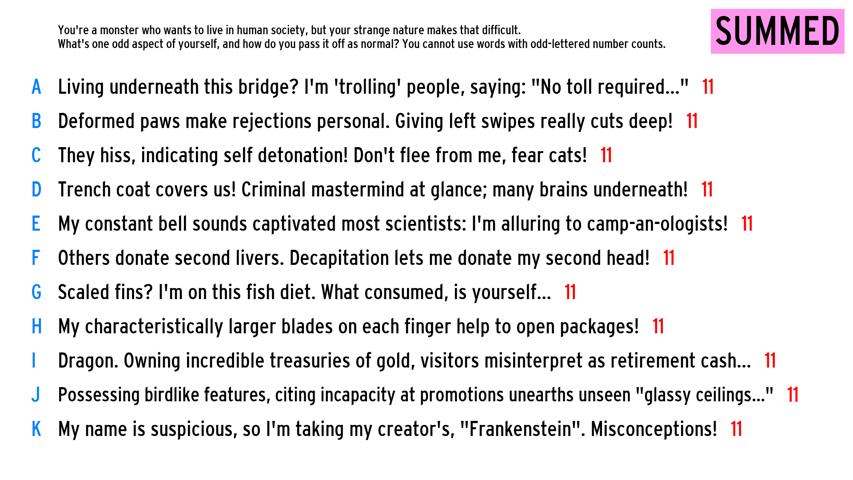 You're a monster who wants to live in human society, but your strange nature makes that difficult.
What's one odd aspect of yourself, and how do you pass it off as normal? You cannot use words with odd-lettered number counts.
SUMMED
A Living underneath this bridge? I'm 'trolling' people, saying: "No toll required..." 11
B Deformed paws make rejections personal. Giving left swipes really cuts deep! 11
C They hiss, indicating self detonation! Don't flee from me, fear cats! 11
D Trench coat covers us! Criminal mastermind at glance; many brains underneath! 11
E My constant bell sounds captivated most scientists: I'm alluring to camp-an-ologists! 11
F Others donate second livers. Decapitation lets me donate my second head! 11
G Scaled fins? I'm on this fish diet. What consumed, is yourself... 11
H My characteristically larger blades on each finger help to open packages! 11
I Dragon. Owning incredible treasuries of gold, visitors misinterpret as retirement cash... 11
J Possessing birdlike features, citing incapacity at promotions unearths unseen "glassy ceilings..." 11
K My name is suspicious, so I'm taking my creator's, "Frankenstein". Misconceptions! 11